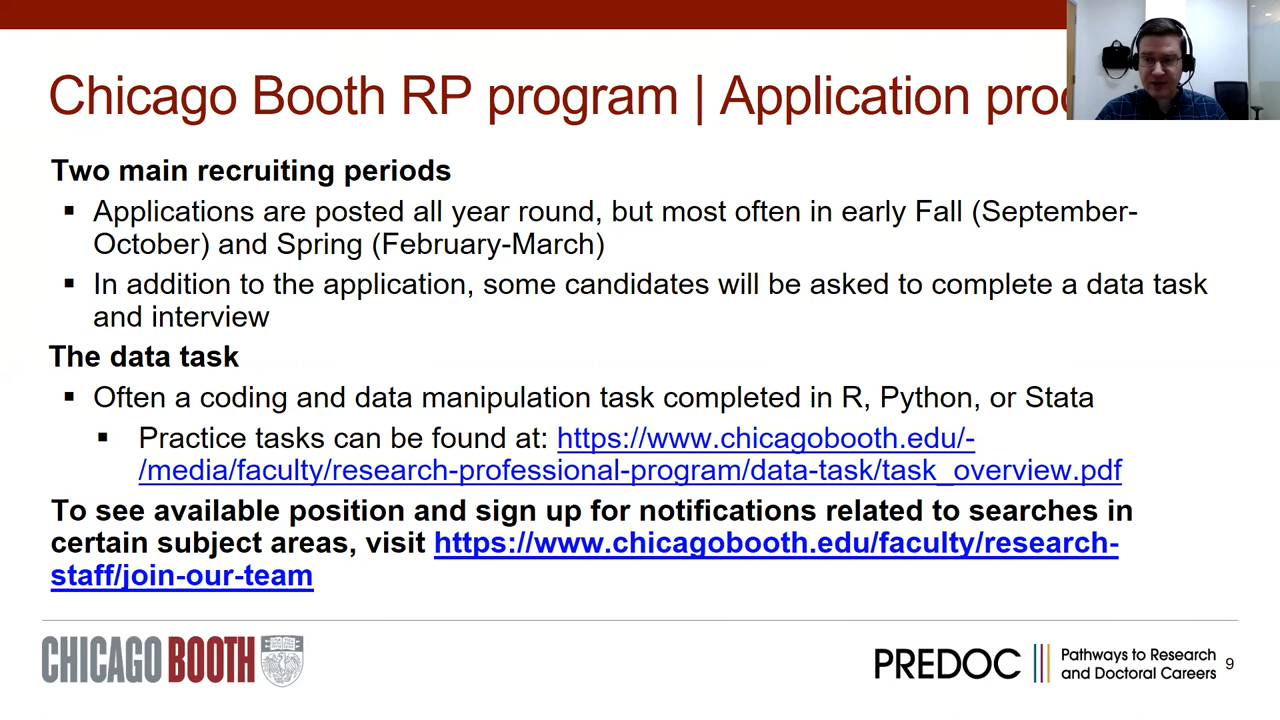 Chicago Booth RP program | Application pro
Two main recruiting periods
▪ Applications are posted all year round, but most often in early Fall (September-
October) and Spring (February-March)
▪ In addition to the application, some candidates will be asked to complete a data task
and interview
The data task
▪ Often a coding and data manipulation task completed in R, Python, or Stata
▪ Practice tasks can be found at: https://www.chicagobooth.edu/-
/media/faculty/research-professional-program/data-task/task_overview.pdf
To see available position and sign up for notifications related to searches in
certain subject areas, visit https://www.chicagobooth.edu/faculty/research-
staff/join-our-team
CHICAGO BOOTH
PREDOC
Pathways to Research
and Doctoral Careers
9